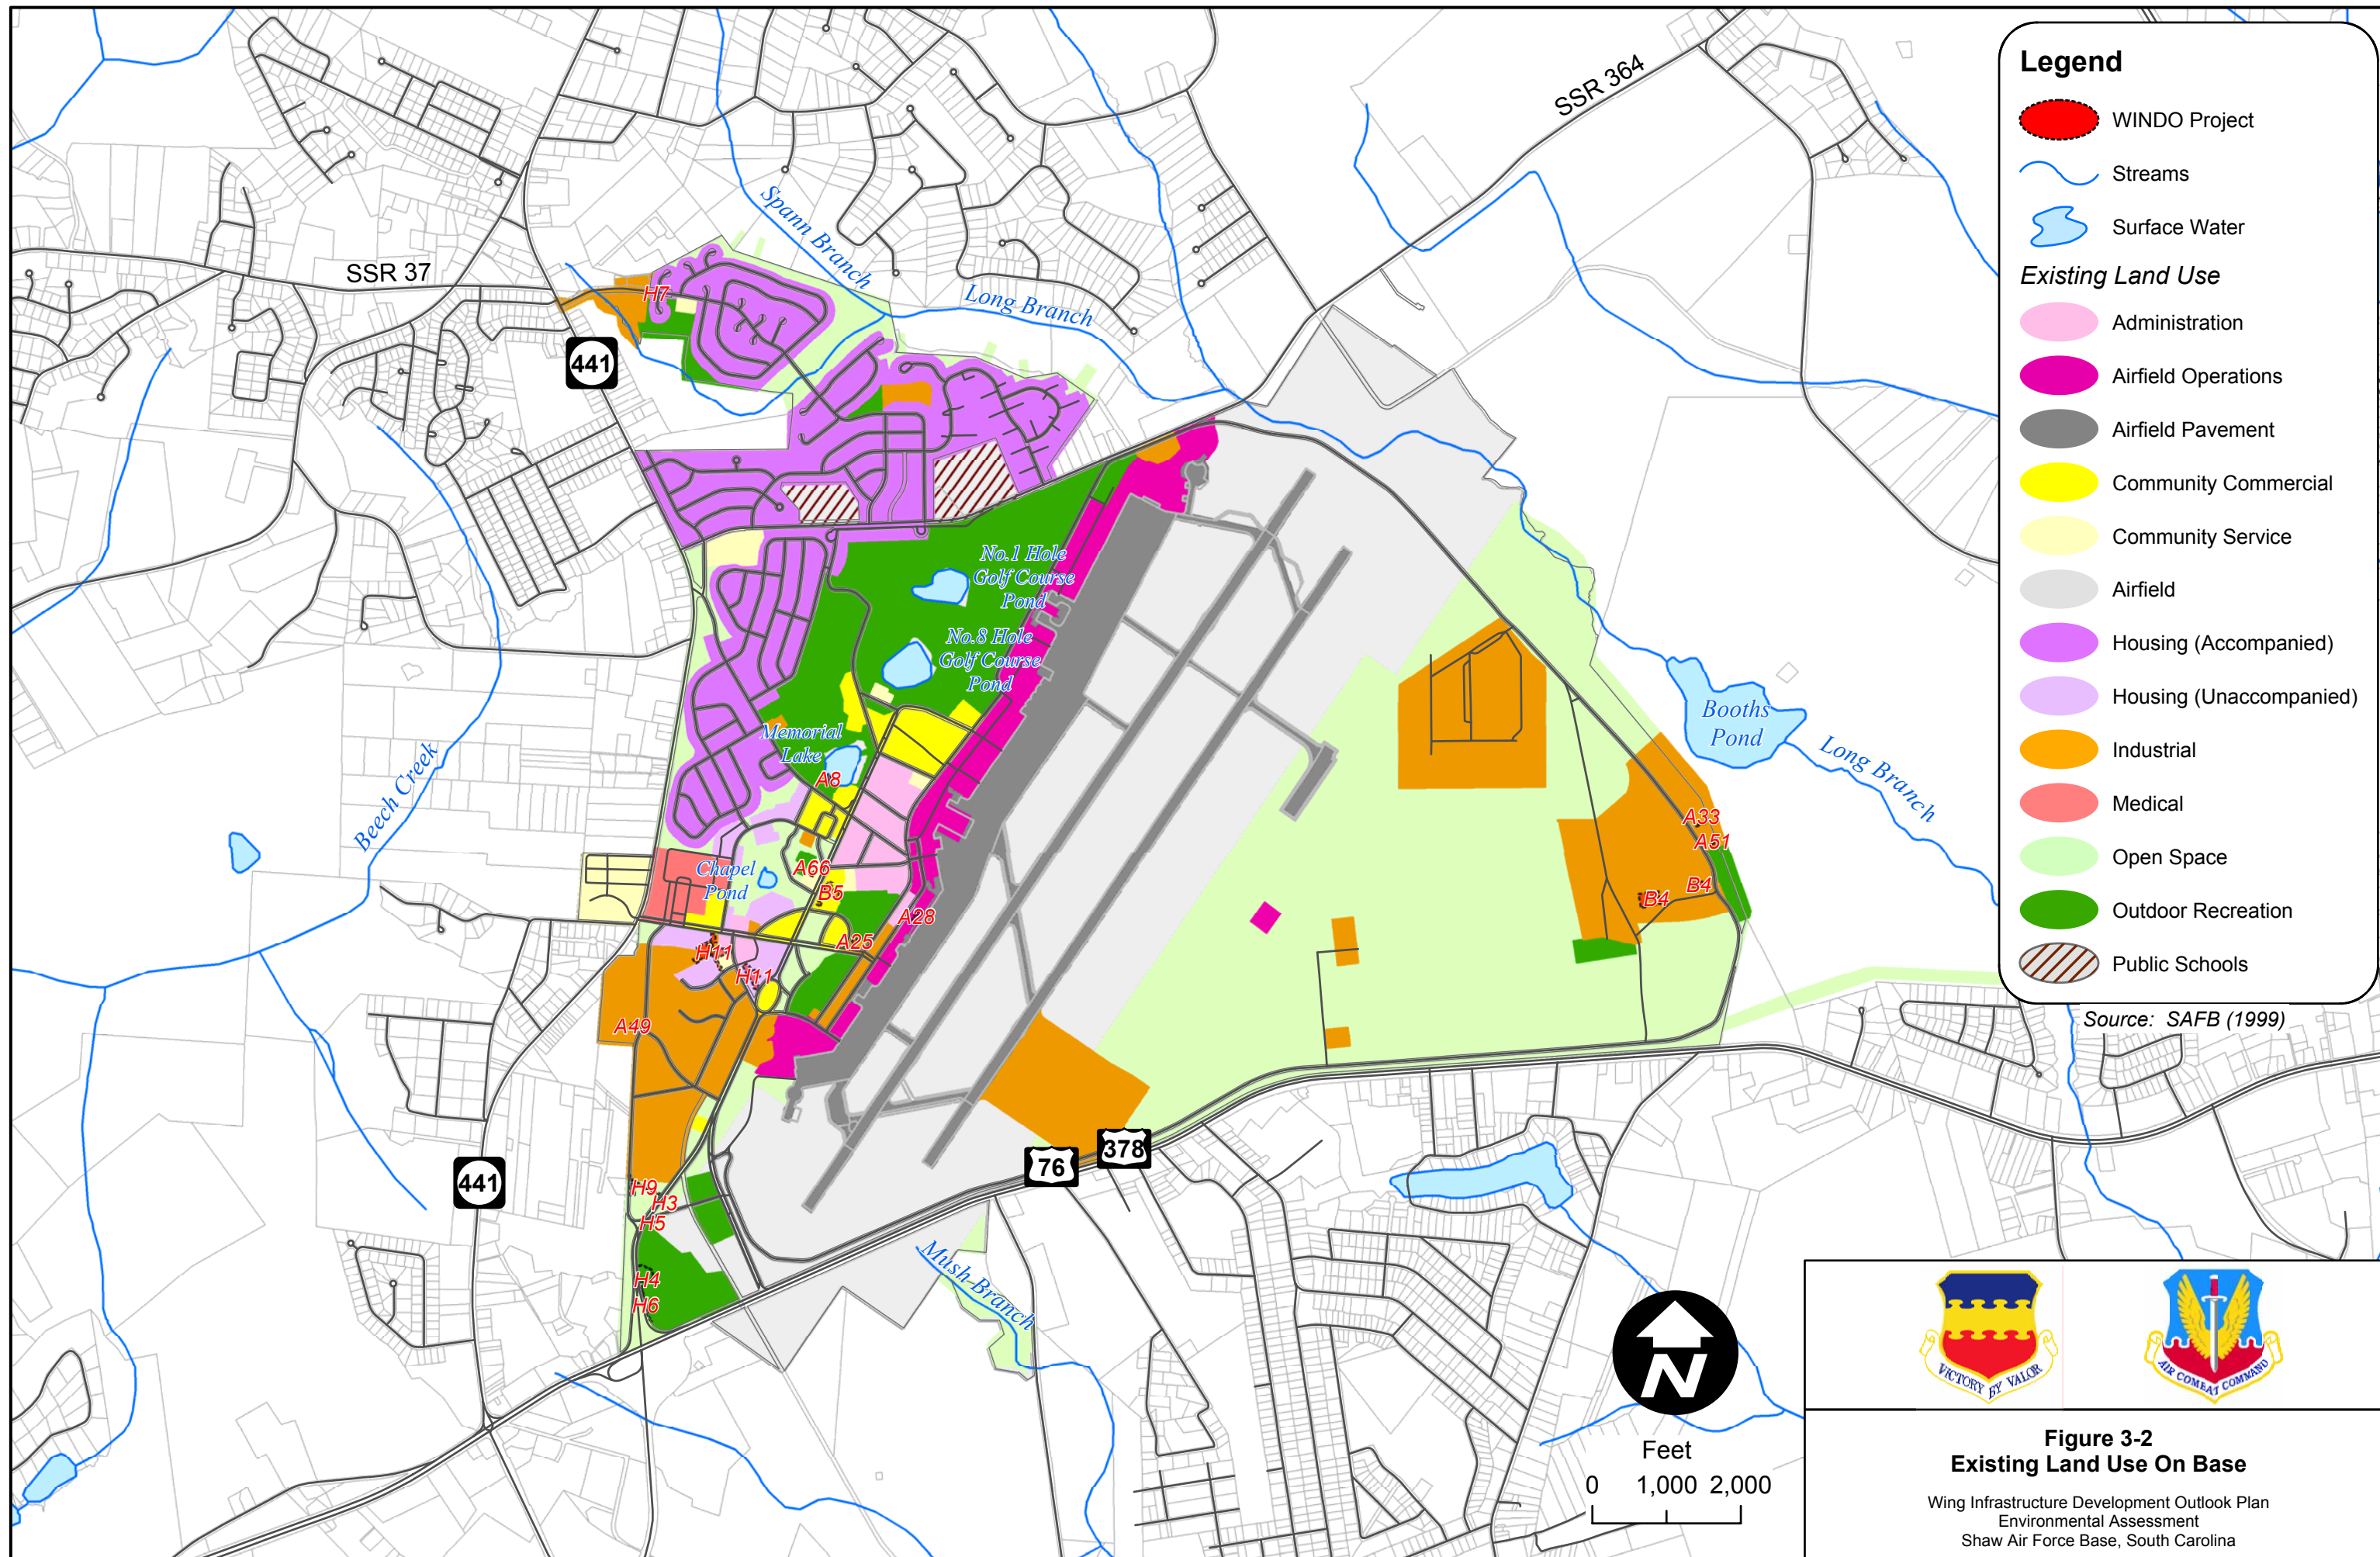 SSR 364
SSR 37
441
Spann Branch
Long Branch
H7
No.1 Hole
Golf Course
Pond
No.8 Hole
Golf Course
Pond
Memorial
Lake
A8
Booths
Pond
Long Branch
Beech Creek
A33
A51
Chapel
Pond
A66
B5
B4
B4
A28
A25
H11
H11
A49
441
76
378
H9
H3
H5
H4
H6
Mush Branch
Legend
WINDO Project
Streams
Surface Water
Existing Land Use
Administration
Airfield Operations
Airfield Pavement
Community Commercial
Community Service
Airfield
Housing (Accompanied)
Housing (Unaccompanied)
Industrial
Medical
Open Space
Outdoor Recreation
Public Schools
Source: SAFB (1999)
N
Feet
0 1,000 2,000
VICTORY BY VALOR
AIR COMBAT COMMAND
Figure 3-2
Existing Land Use On Base
Wing Infrastructure Development Outlook Plan
Environmental Assessment
Shaw Air Force Base, South Carolina